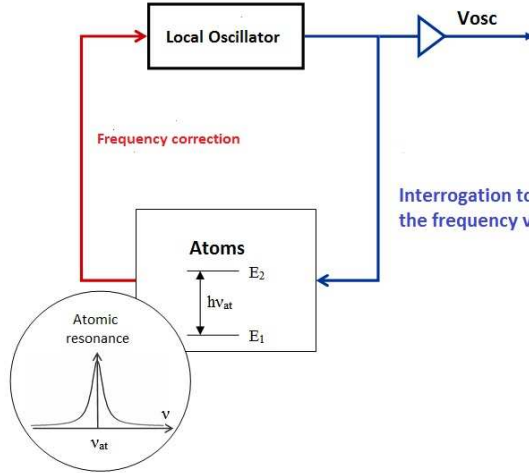 Local Oscillator
Vosc
Frequency correction
Interrogation to
the frequency v
Atoms
E₂
hνat
E₁
Atomic
resonance
ν
νat